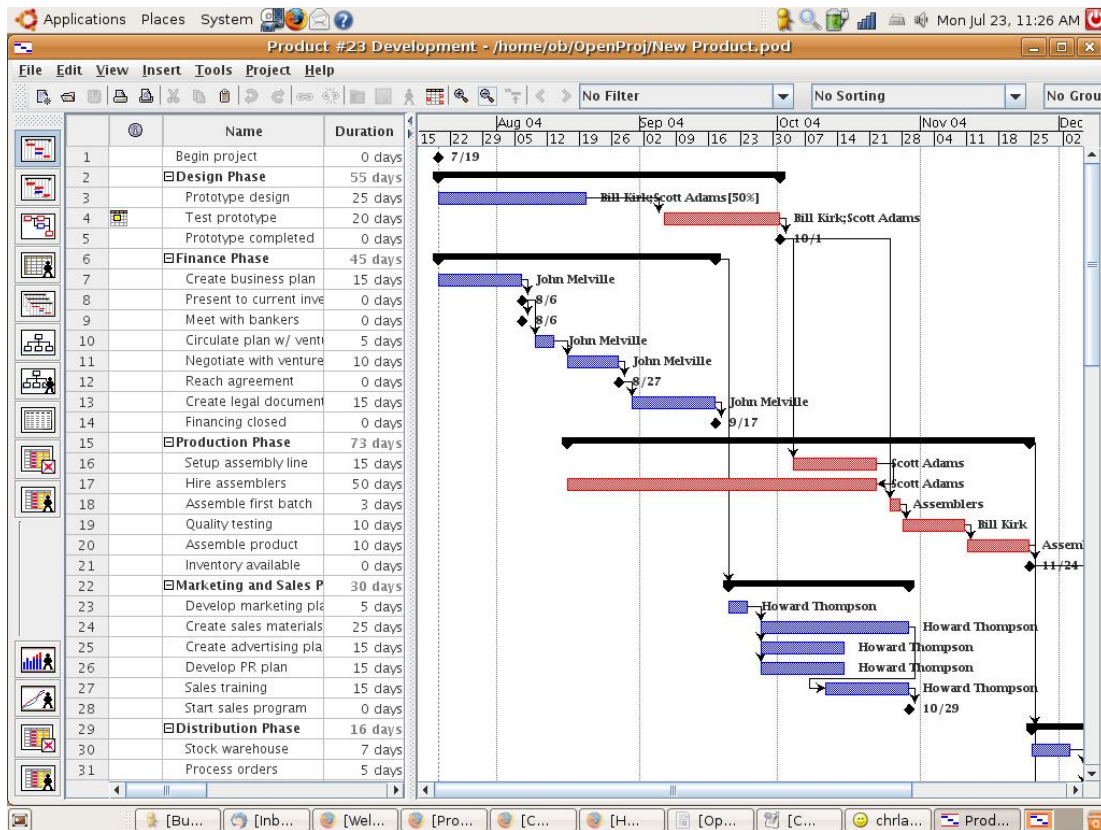 Applications Places System Mon Jul 23, 11:26 AM
Product #23 Development - /home/ob/OpenProj/New Product.pod
File Edit View Insert Tools Project Help
No Filter No Sorting No Grou
Name Duration
Aug 04 Sep 04 Oct 04 Nov 04 Dec
15 22 29 05 12 19 26 02 09 16 23 30 07 14 21 28 04 11 18 25 02
1 Begin project 0 days 7/19
2 Design Phase 55 days
3 Prototype design 25 days Bill Kirk;Scott Adams[50%]
4 Test prototype 20 days Bill Kirk;Scott Adams
5 Prototype completed 0 days 10/1
6 Finance Phase 45 days
7 Create business plan 15 days John Melville
8 Present to current inve 0 days 8/6
9 Meet with bankers 0 days 8/6
10 Circulate plan w/ ventu 5 days John Melville
11 Negotiate with venture 10 days John Melville
12 Reach agreement 0 days 8/27
13 Create legal document 15 days John Melville
14 Financing closed 0 days 9/17
15 Production Phase 73 days
16 Setup assembly line 15 days Scott Adams
17 Hire assemblers 50 days Scott Adams
18 Assemble first batch 3 days Assemblers
19 Quality testing 10 days Bill Kirk
20 Assemble product 10 days Assem
21 Inventory available 0 days 11/24
22 Marketing and Sales P 30 days
23 Develop marketing pla 5 days Howard Thompson
24 Create sales materials 25 days Howard Thompson
25 Create advertising pla 15 days Howard Thompson
26 Develop PR plan 15 days Howard Thompson
27 Sales training 15 days Howard Thompson
28 Start sales program 0 days 10/29
29 Distribution Phase 16 days
30 Stock warehouse 7 days
31 Process orders 5 days
[Bu... [Inb... [Wel... [Pro... [C... [H... [Op... [C... chrla... Prod...